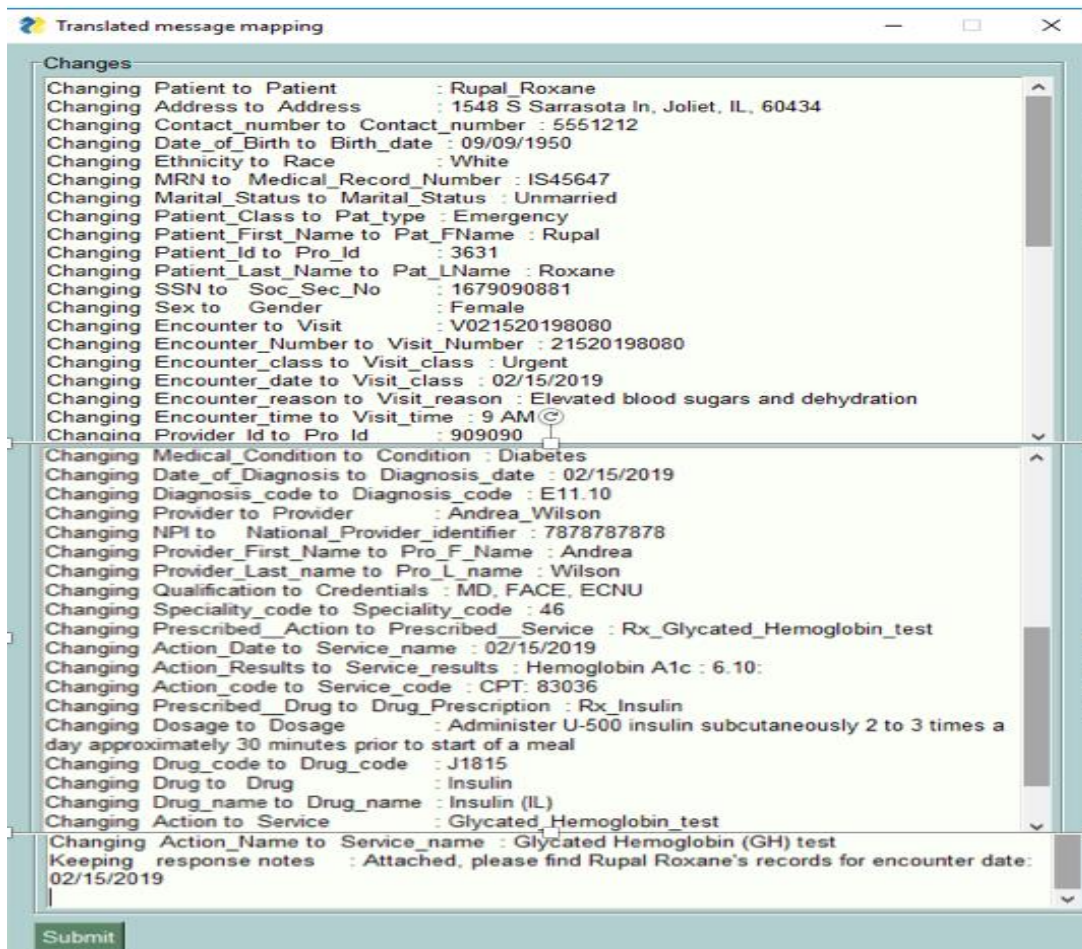 Translated message mapping
Changes
Changing Patient to Patient : Rupal_Roxane
Changing Address to Address : 1548 S Sarrasota ln, Joliet, IL, 60434
Changing Contact_number to Contact_number : 5551212
Changing Date_of_Birth to Birth_date : 09/09/1950
Changing Ethnicity to Race : White
Changing MRN to Medical_Record_Number : IS45647
Changing Marital_Status to Marital_Status : Unmarried
Changing Patient_Class to Pat_type : Emergency
Changing Patient_First_Name to Pat_FName : Rupal
Changing Patient_Id to Pro_Id : 3631
Changing Patient_Last_Name to Pat_LName : Roxane
Changing SSN to Soc_Sec_No : 1679090881
Changing Sex to Gender : Female
Changing Encounter to Visit : V021520198080
Changing Encounter_Number to Visit_Number : 21520198080
Changing Encounter_class to Visit_class : Urgent
Changing Encounter_date to Visit_class : 02/15/2019
Changing Encounter_reason to Visit_reason : Elevated blood sugars and dehydration
Changing Encounter_time to Visit_time : 9 AM
Changing Provider_Id to Pro_Id : 909090
Changing Medical_Condition to Condition : Diabetes
Changing Date_of_Diagnosis to Diagnosis_date : 02/15/2019
Changing Diagnosis_code to Diagnosis_code : E11.10
Changing Provider to Provider : Andrea_Wilson
Changing NPI to National_Provider_identifier : 7878787878
Changing Provider_First_Name to Pro_F_Name : Andrea
Changing Provider_Last_name to Pro_L_name : Wilson
Changing Qualification to Credentials : MD, FACE, ECNU
Changing Speciality_code to Speciality_code : 46
Changing Prescribed__Action to Prescribed__Service : Rx_Glycated_Hemoglobin_test
Changing Action_Date to Service_name : 02/15/2019
Changing Action_Results to Service_results : Hemoglobin A1c : 6.10:
Changing Action_code to Service_code : CPT: 83036
Changing Prescribed__Drug to Drug_Prescription : Rx_Insulin
Changing Dosage to Dosage : Administer U-500 insulin subcutaneously 2 to 3 times a
day approximately 30 minutes prior to start of a meal
Changing Drug_code to Drug_code : J1815
Changing Drug to Drug : Insulin
Changing Drug_name to Drug_name : Insulin (IL)
Changing Action to Service : Glycated_Hemoglobin_test
Changing Action_Name to Service_name : Glycated Hemoglobin (GH) test
Keeping response notes : Attached, please find Rupal Roxane's records for encounter date:
02/15/2019
Submit